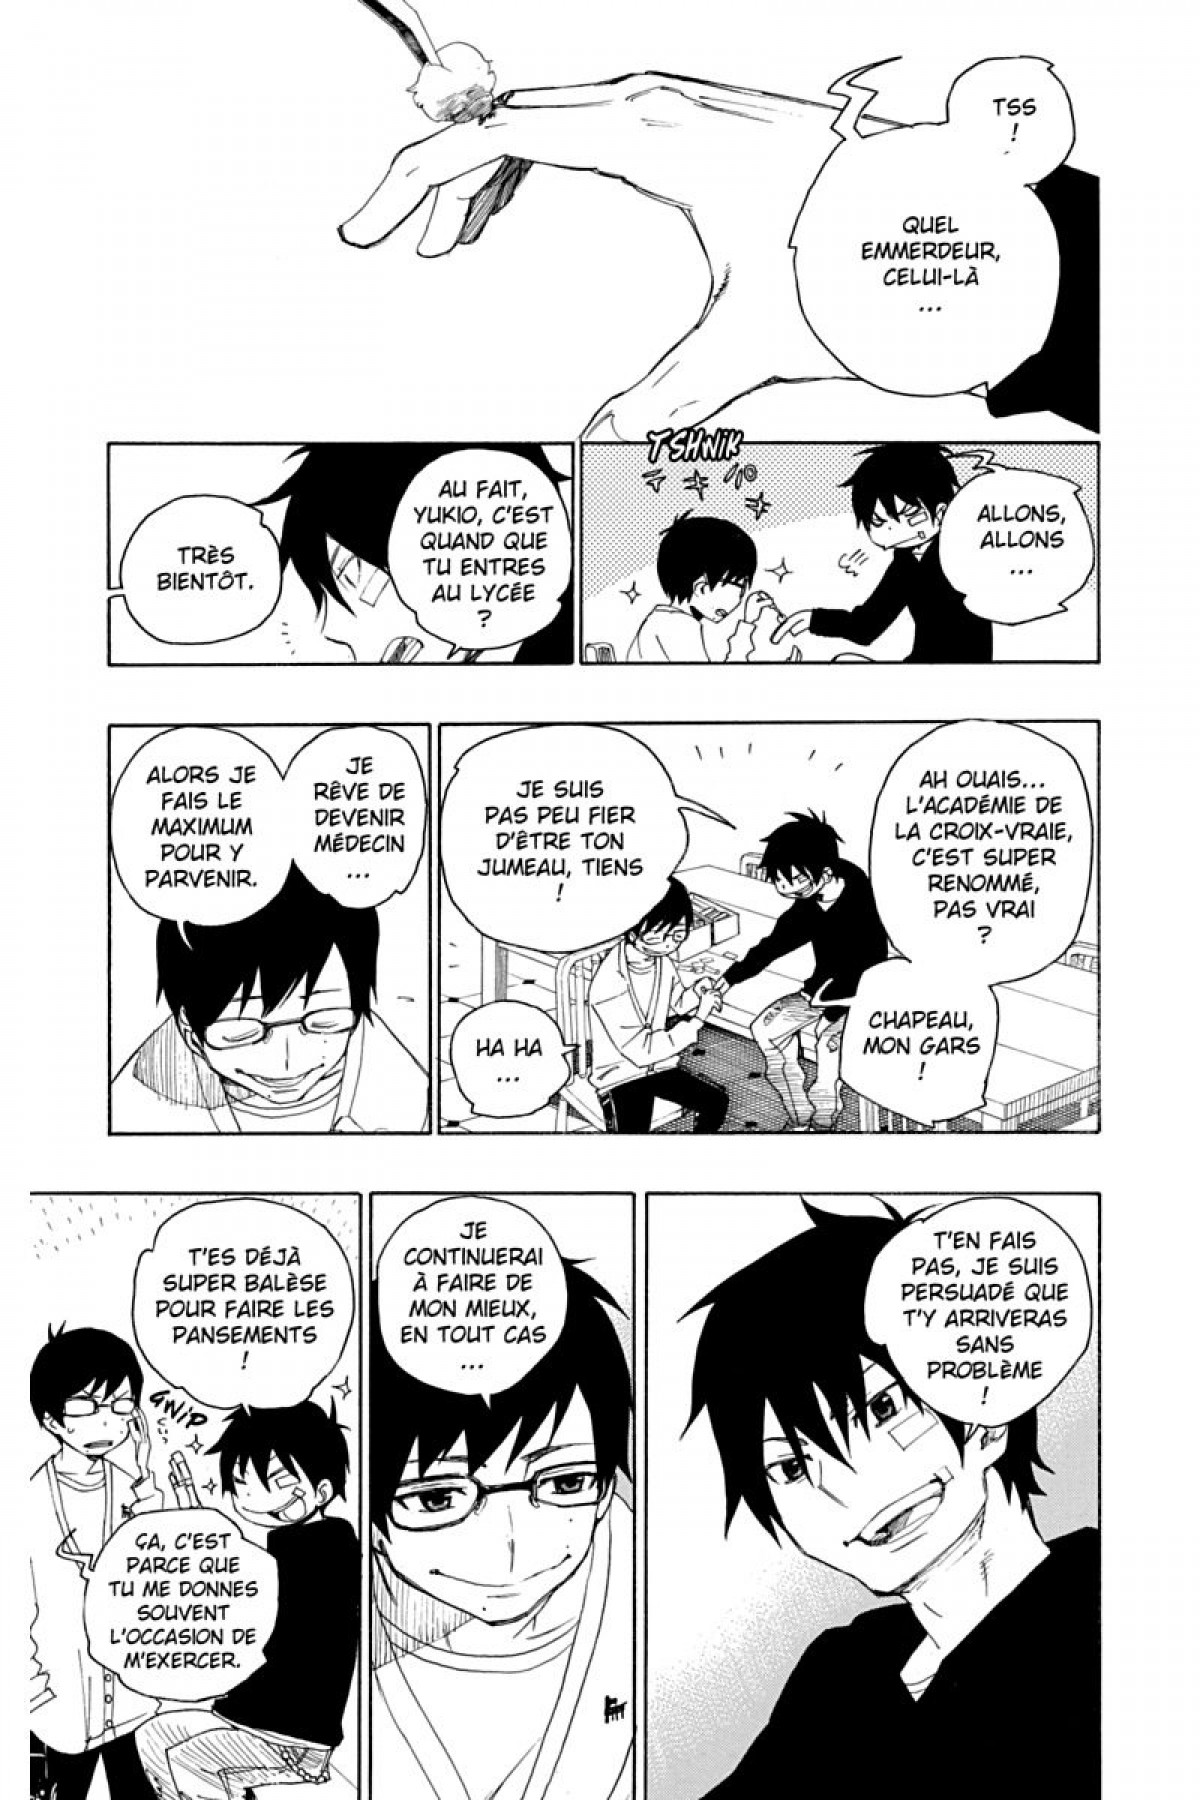 TSS
!
QUEL
EMMERDEUR,
CELUI-LÀ
...
TSHWIK
ALLONS,
ALLONS
...
AU FAIT,
YUKIO, C'EST
QUAND QUE
TU ENTRES
AU LYCÉE
?
TRÈS
BIENTÔT.
AH OUAIS...
L'ACADÉMIE DE
LA CROIX-VRAIE,
C'EST SUPER
RENOMMÉ,
PAS VRAI
?
CHAPEAU,
MON GARS
!
JE SUIS
PAS PEU FIER
D'ÊTRE TON
JUMEAU, TIENS
!
HA HA
...
JE
RÊVE DE
DEVENIR
MÉDECIN
...
ALORS JE
FAIS LE
MAXIMUM
POUR Y
PARVENIR.
T'EN FAIS
PAS, JE SUIS
PERSUADÉ QUE
T'Y ARRIVERAS
SANS
PROBLÈME
!
JE
CONTINUERAI
À FAIRE DE
MON MIEUX,
EN TOUT CAS
...
T'ES DÉJÀ
SUPER BALÈSE
POUR FAIRE LES
PANSEMENTS
!
GWIP
ÇA, C'EST
PARCE QUE
TU ME DONNES
SOUVENT
L'OCCASION DE
M'EXERCER.